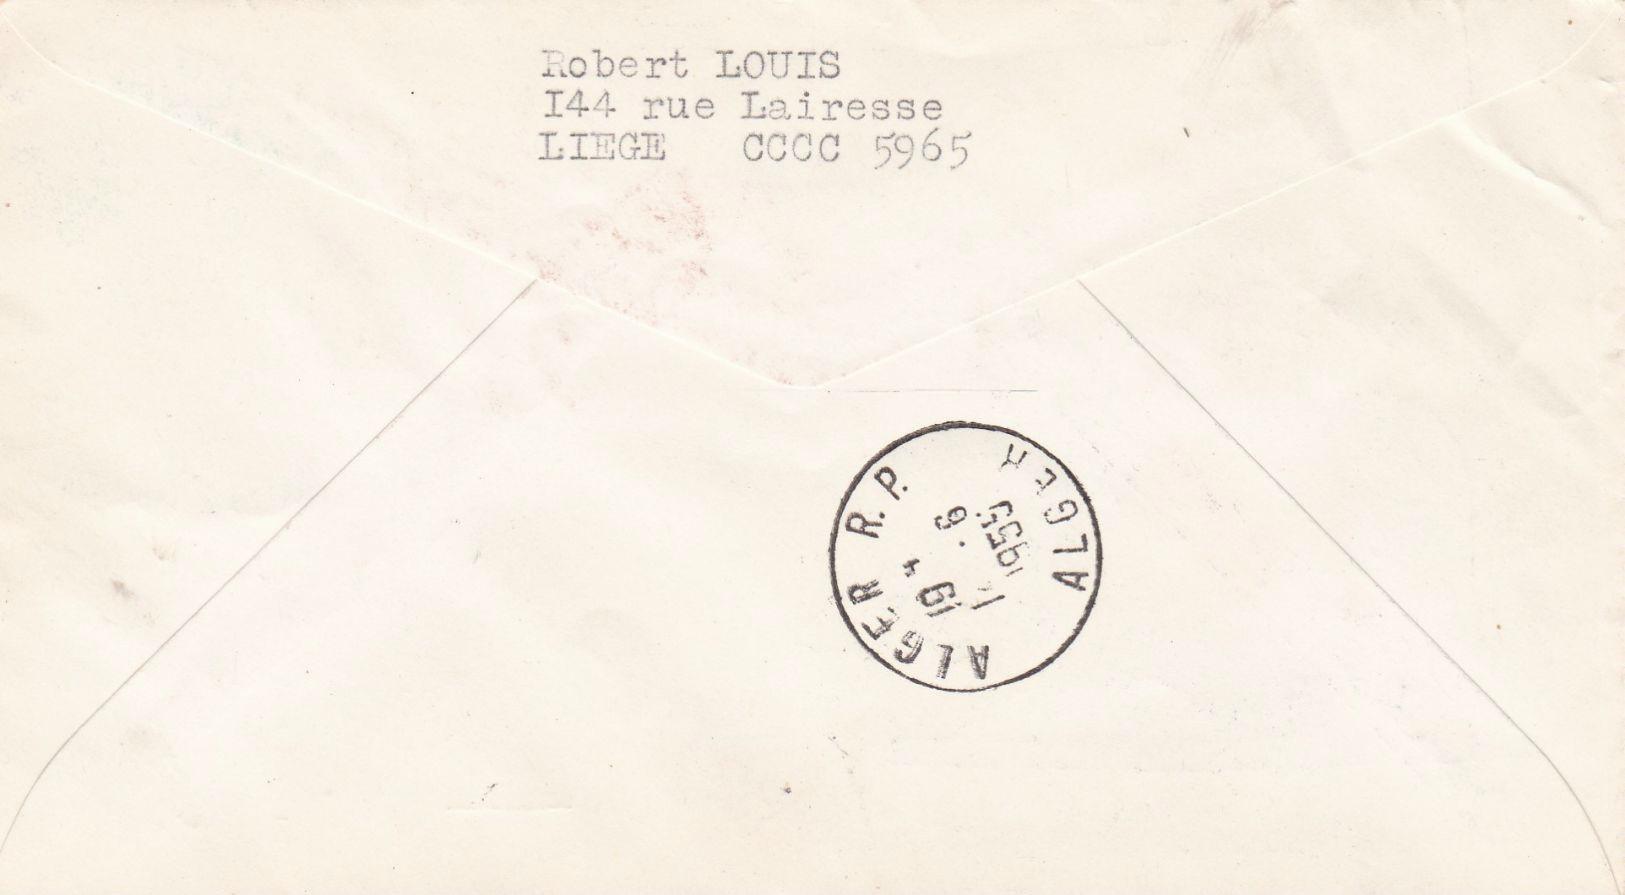 Robert LOUIS
I44 rue Lairesse
LIEGE CCCC 5965
ALGER R.P.
ALGER
1955